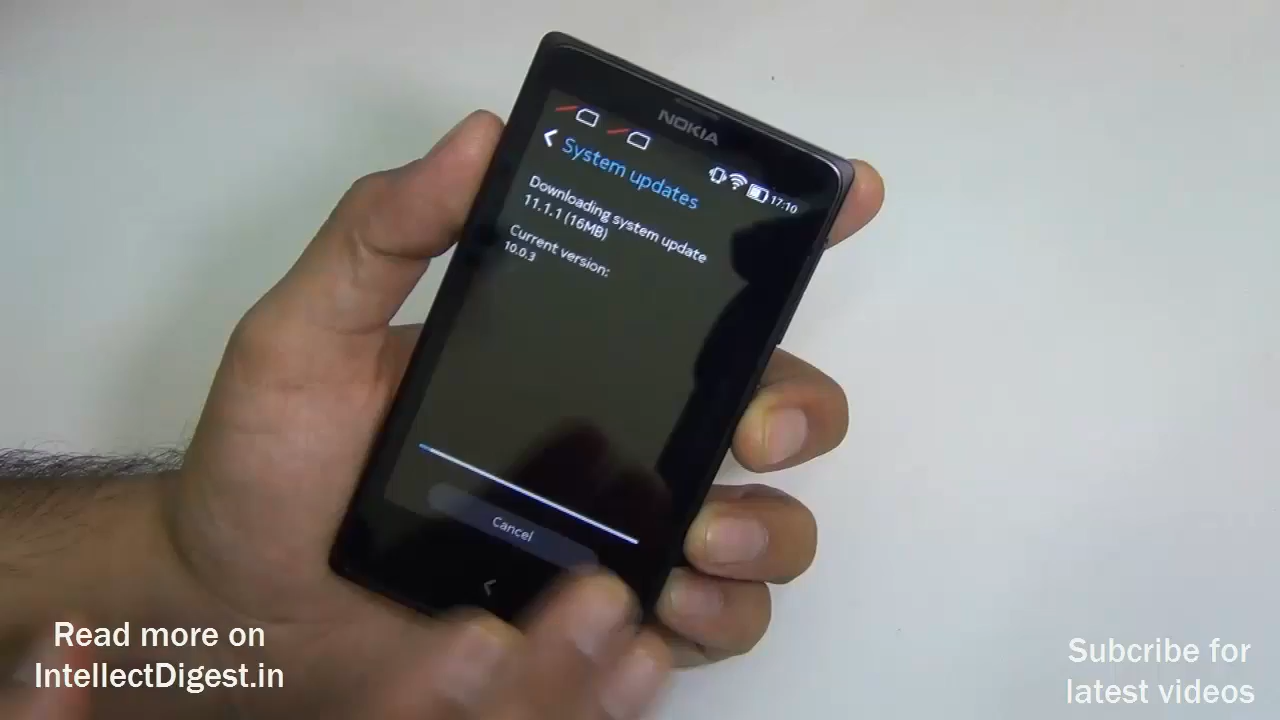 NOKIA
17:10
System updates
Downloading system update
11.1.1 (16MB)
Current version:
10.0.3
Cancel
Read more on
IntellectDigest.in
Subcribe for
latest videos